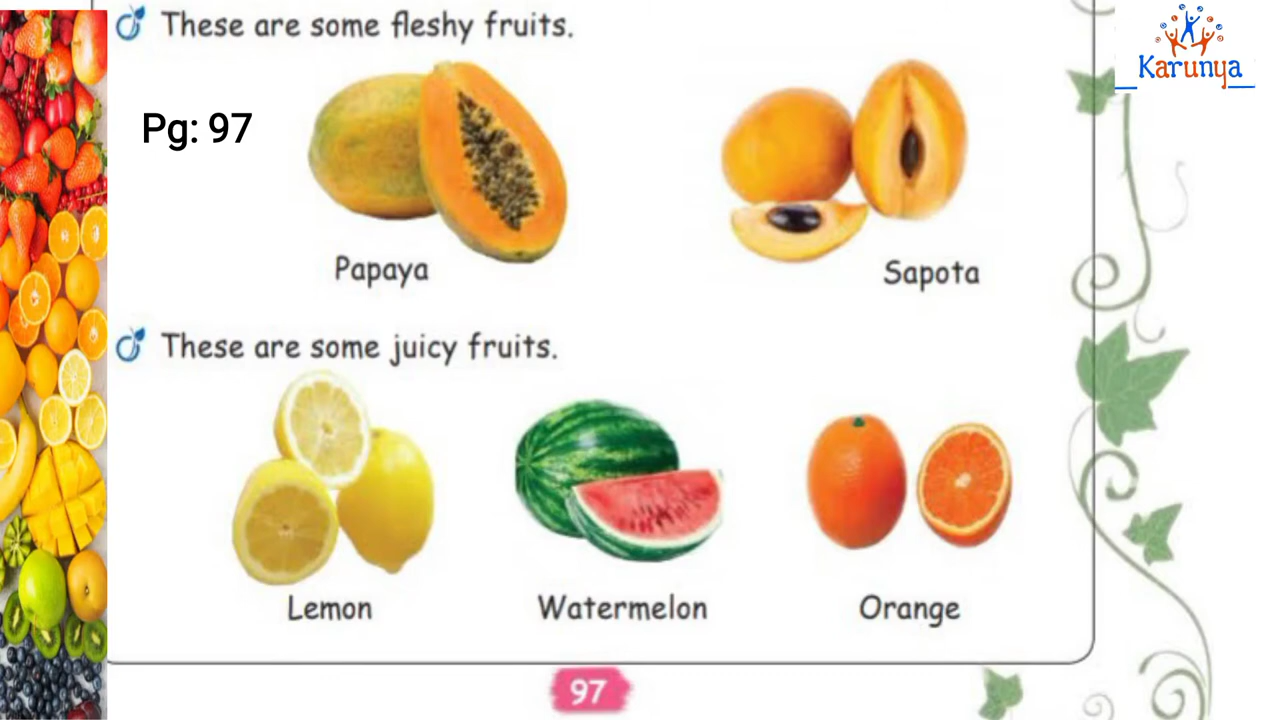 These are some fleshy fruits.
Karunya
Pg: 97
Papaya
Sapota
These are some juicy fruits.
Lemon
Watermelon
Orange
97